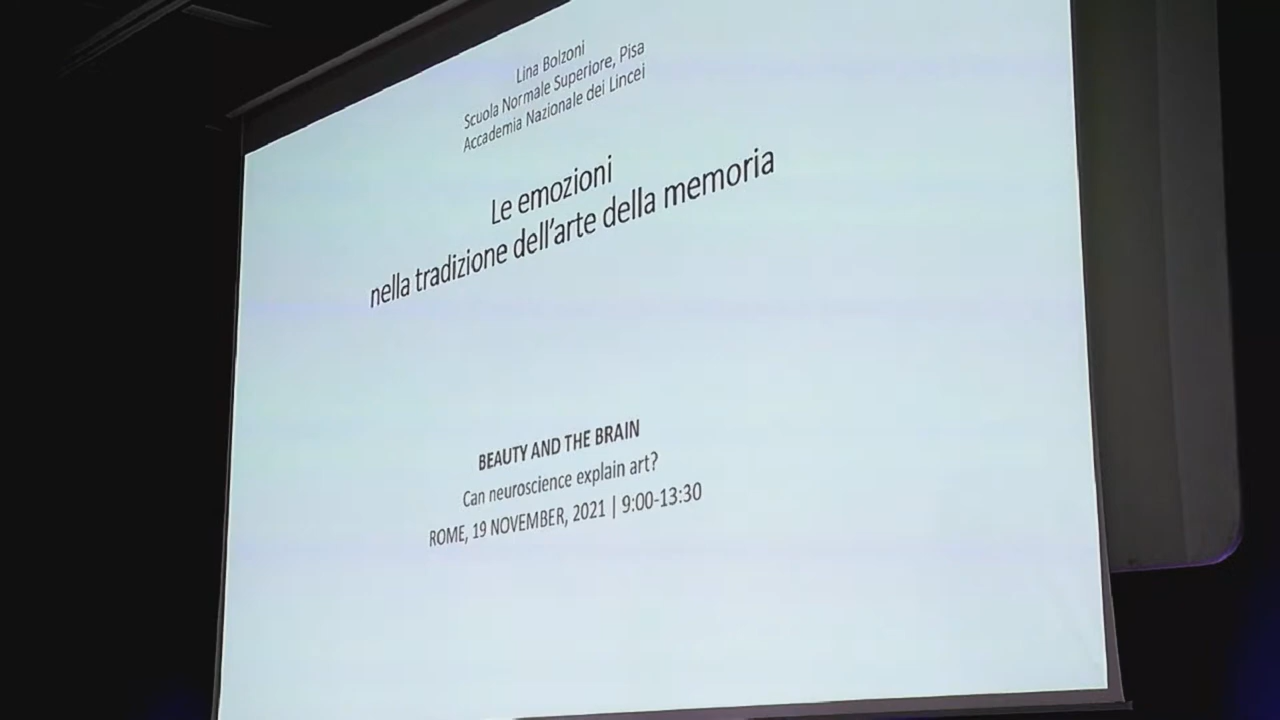 Lina Bolzoni
Scuola Normale Superiore, Pisa
Accademia Nazionale dei Lincei
Le emozioni
nella tradizione dell'arte della memoria
BEAUTY AND THE BRAIN
Can neuroscience explain art?
ROME, 19 NOVEMBER, 2021 | 9:00-13:30